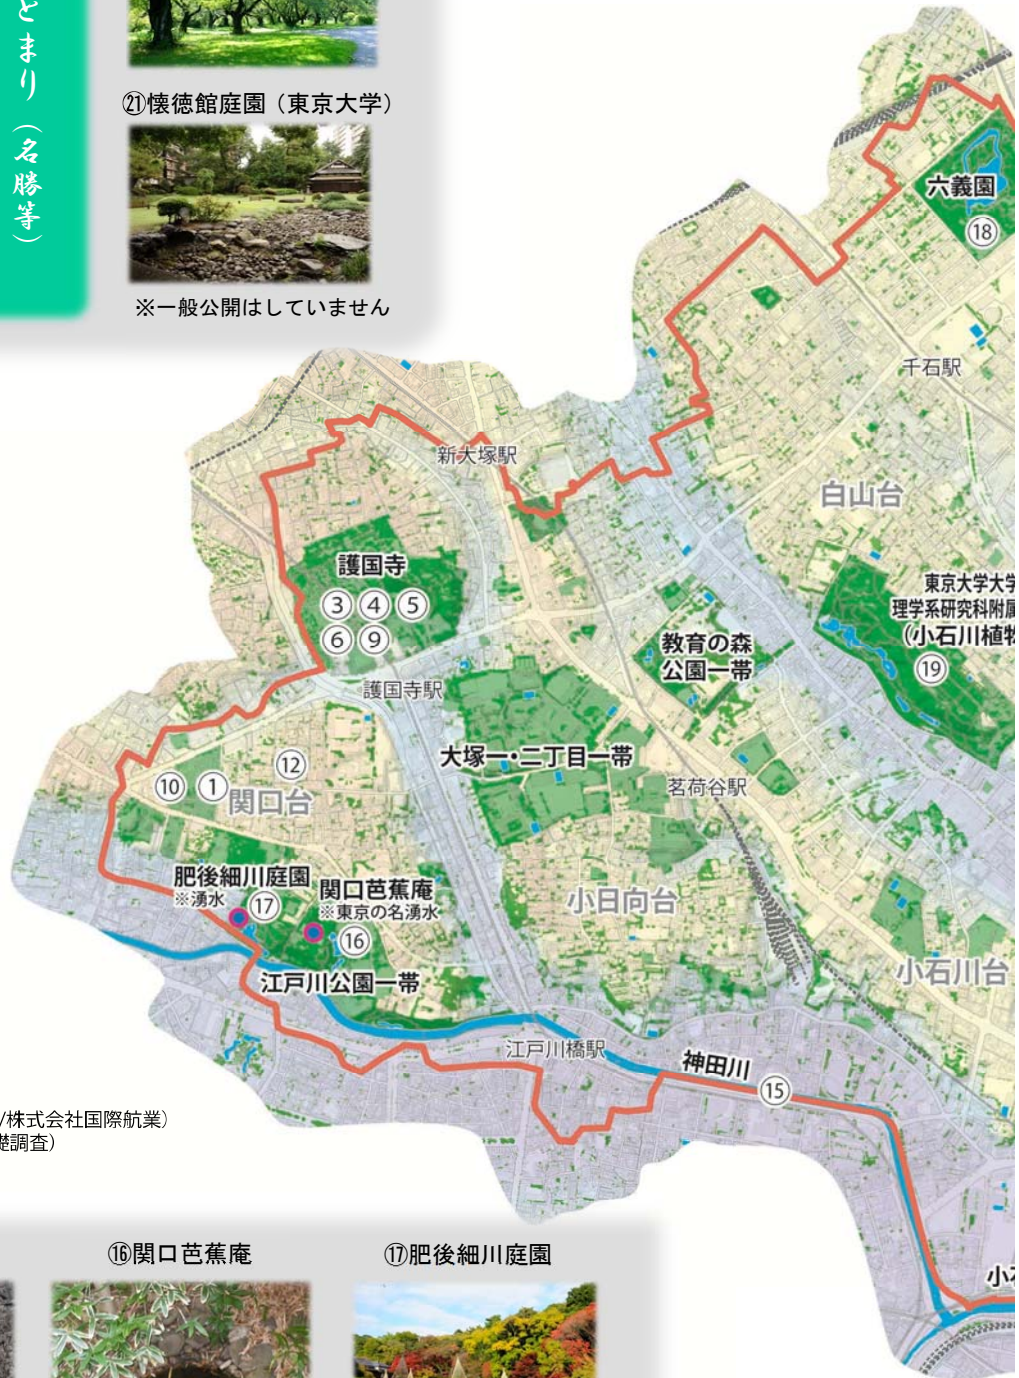 とまり（名勝等）
㉑懐徳館庭園（東京大学）
※一般公開はしていません
六義園
⑱
千石駅
新大塚駅
白山台
護国寺
③ ④ ⑤
⑥ ⑨
東京大学大学
理学系研究科附属
（小石川植物
⑲
教育の森
公園一帯
護国寺駅
大塚一・二丁目一帯
茗荷谷駅
⑫
⑩ ①
関口台
肥後細川庭園
※湧水
⑰
関口芭蕉庵
※東京の名湧水
⑯
小日向台
小石川台
江戸川公園一帯
江戸川橋駅
神田川
⑮
/株式会社国際航業）
礎調査）
小石
⑯関口芭蕉庵
⑰肥後細川庭園